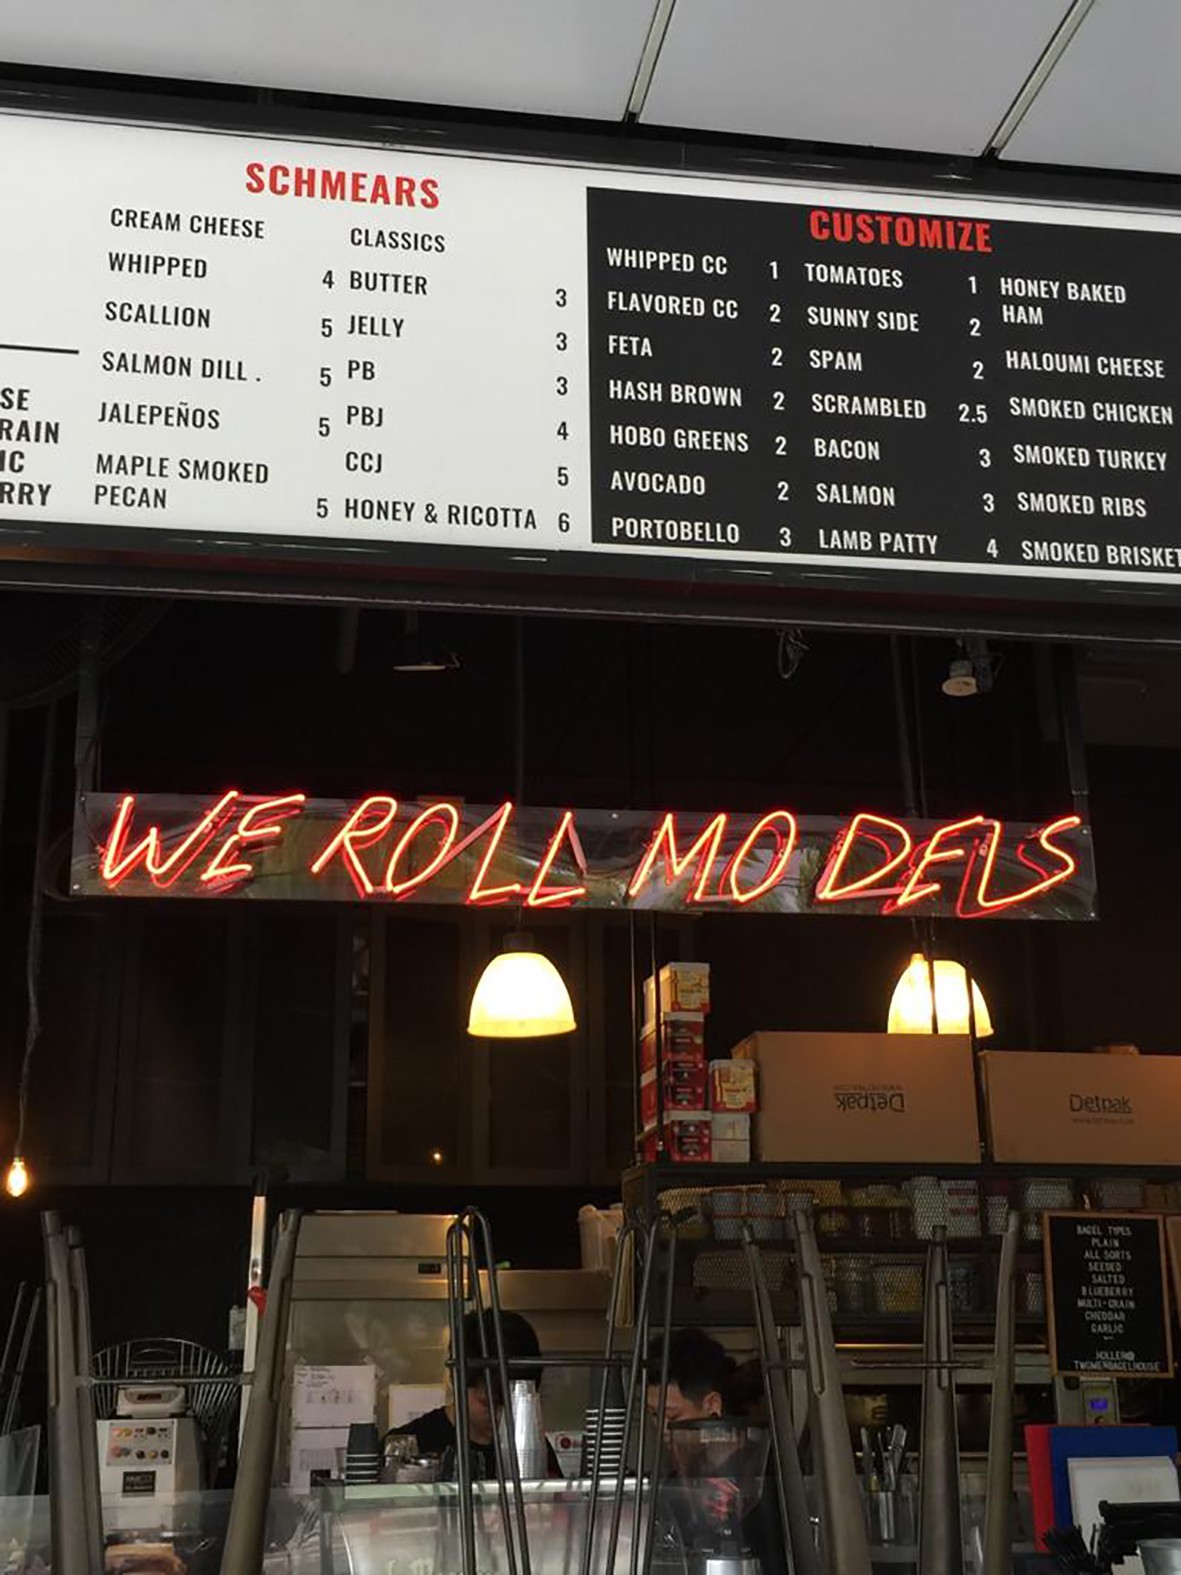 SCHMEARS
CREAM CHEESE
WHIPPED 4
SCALLION 5
SALMON DILL . 5
JALEPEÑOS 5
MAPLE SMOKED
PECAN 5
CLASSICS
BUTTER 3
JELLY 3
PB 3
PBJ 4
CCJ 5
HONEY & RICOTTA 6
SE
RAIN
IC
RRY
CUSTOMIZE
WHIPPED CC 1
FLAVORED CC 2
FETA 2
HASH BROWN 2
HOBO GREENS 2
AVOCADO 2
PORTOBELLO 3
TOMATOES 1
SUNNY SIDE 2
SPAM 2
SCRAMBLED 2.5
BACON 3
SALMON 3
LAMB PATTY 4
HONEY BAKED
HAM
HALOUMI CHEESE
SMOKED CHICKEN
SMOKED TURKEY
SMOKED RIBS
SMOKED BRISKET
WE ROLL MODELS
Detpak
Detpak
BAGEL TYPES
PLAIN
ALL SORTS
SEEDED
SALTED
BLUEBERRY
MULTI-GRAIN
CHEDDAR
GARLIC
HOLLER@
TWOMENBAGELHOUSE